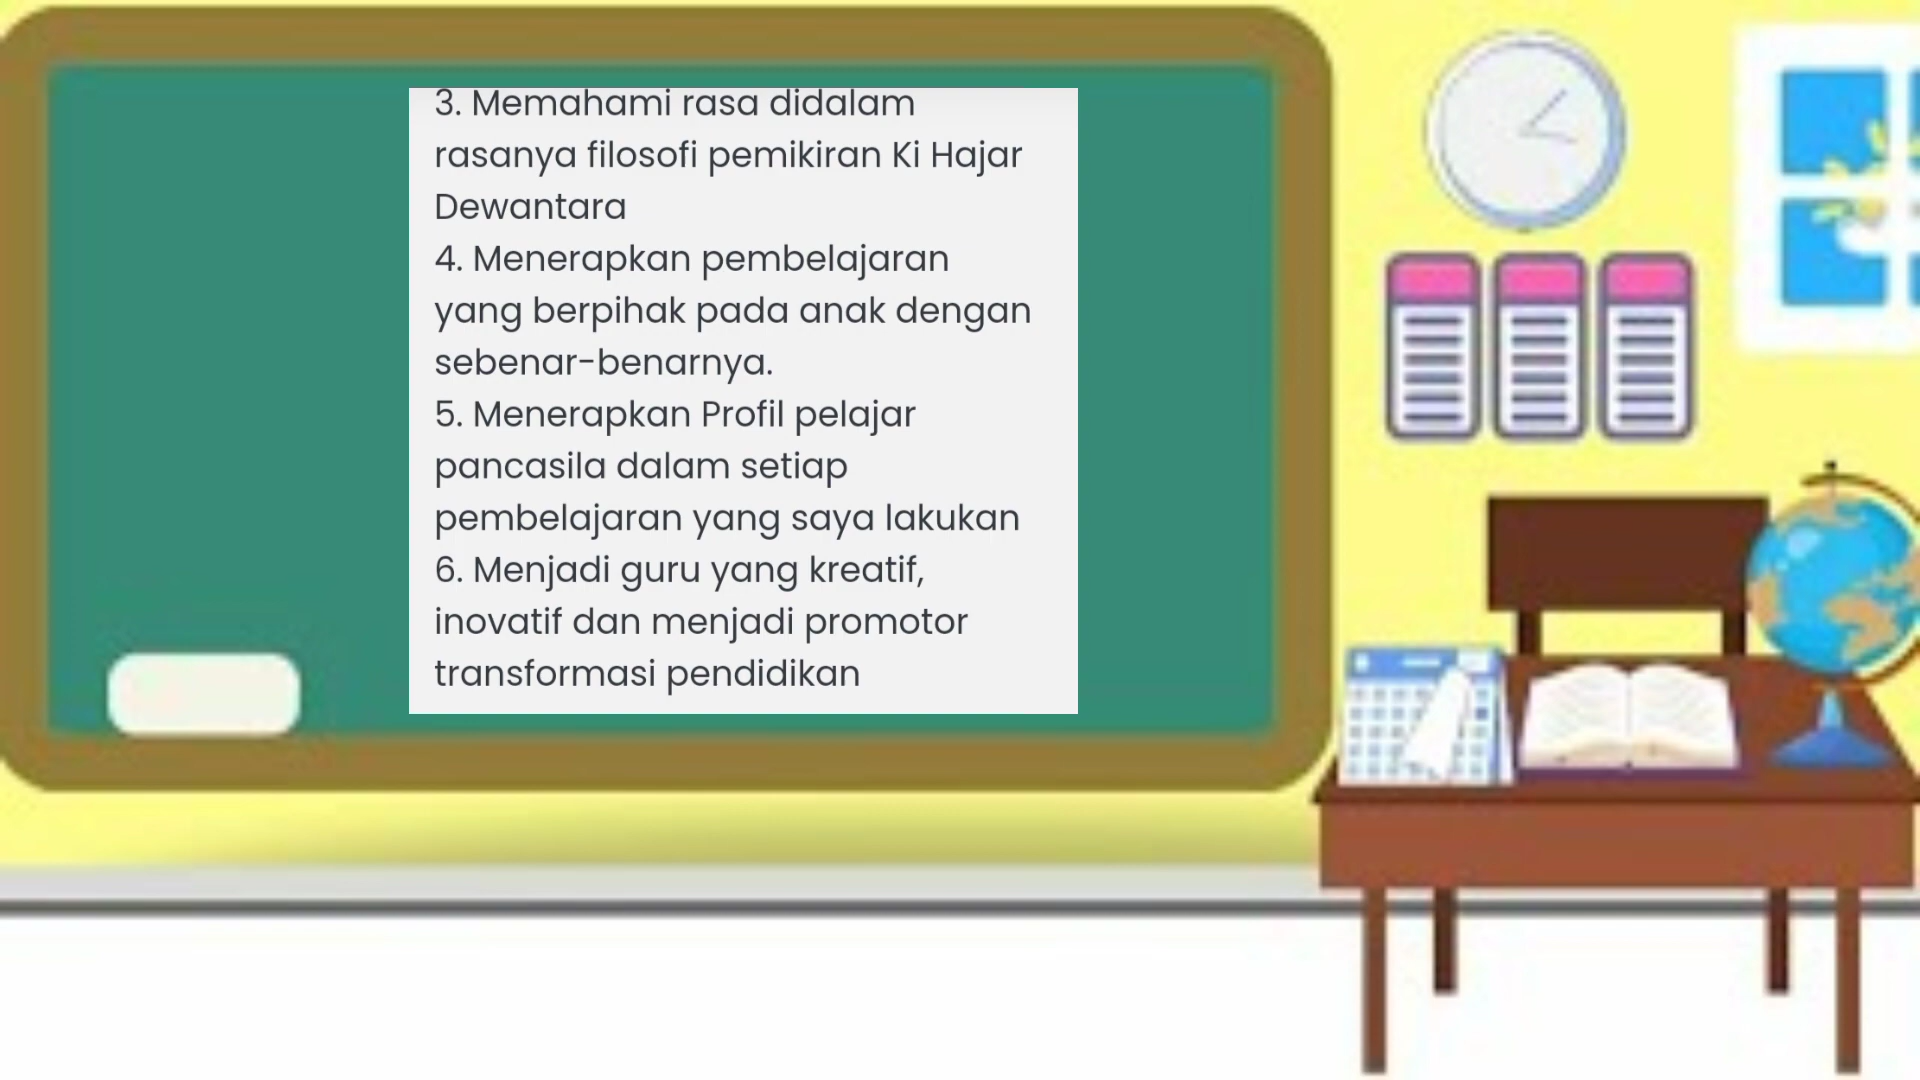 3. Memahami rasa didalam
rasanya filosofi pemikiran Ki Hajar
Dewantara
4. Menerapkan pembelajaran
yang berpihak pada anak dengan
sebenar-benarnya.
5. Menerapkan Profil pelajar
pancasila dalam setiap
pembelajaran yang saya lakukan
6. Menjadi guru yang kreatif,
inovatif dan menjadi promotor
transformasi pendidikan